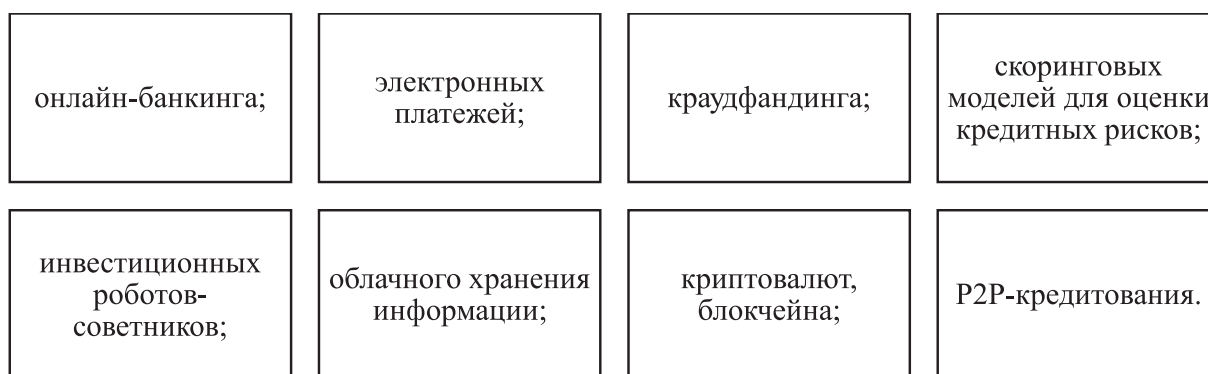 онлайн-банкинга;
электронных
платежей;
краудфандинга;
скоринговых
моделей для оценки
кредитных рисков;
инвестиционных
роботов-
советников;
облачного хранения
информации;
криптовалют,
блокчейна;
P2P-кредитования.